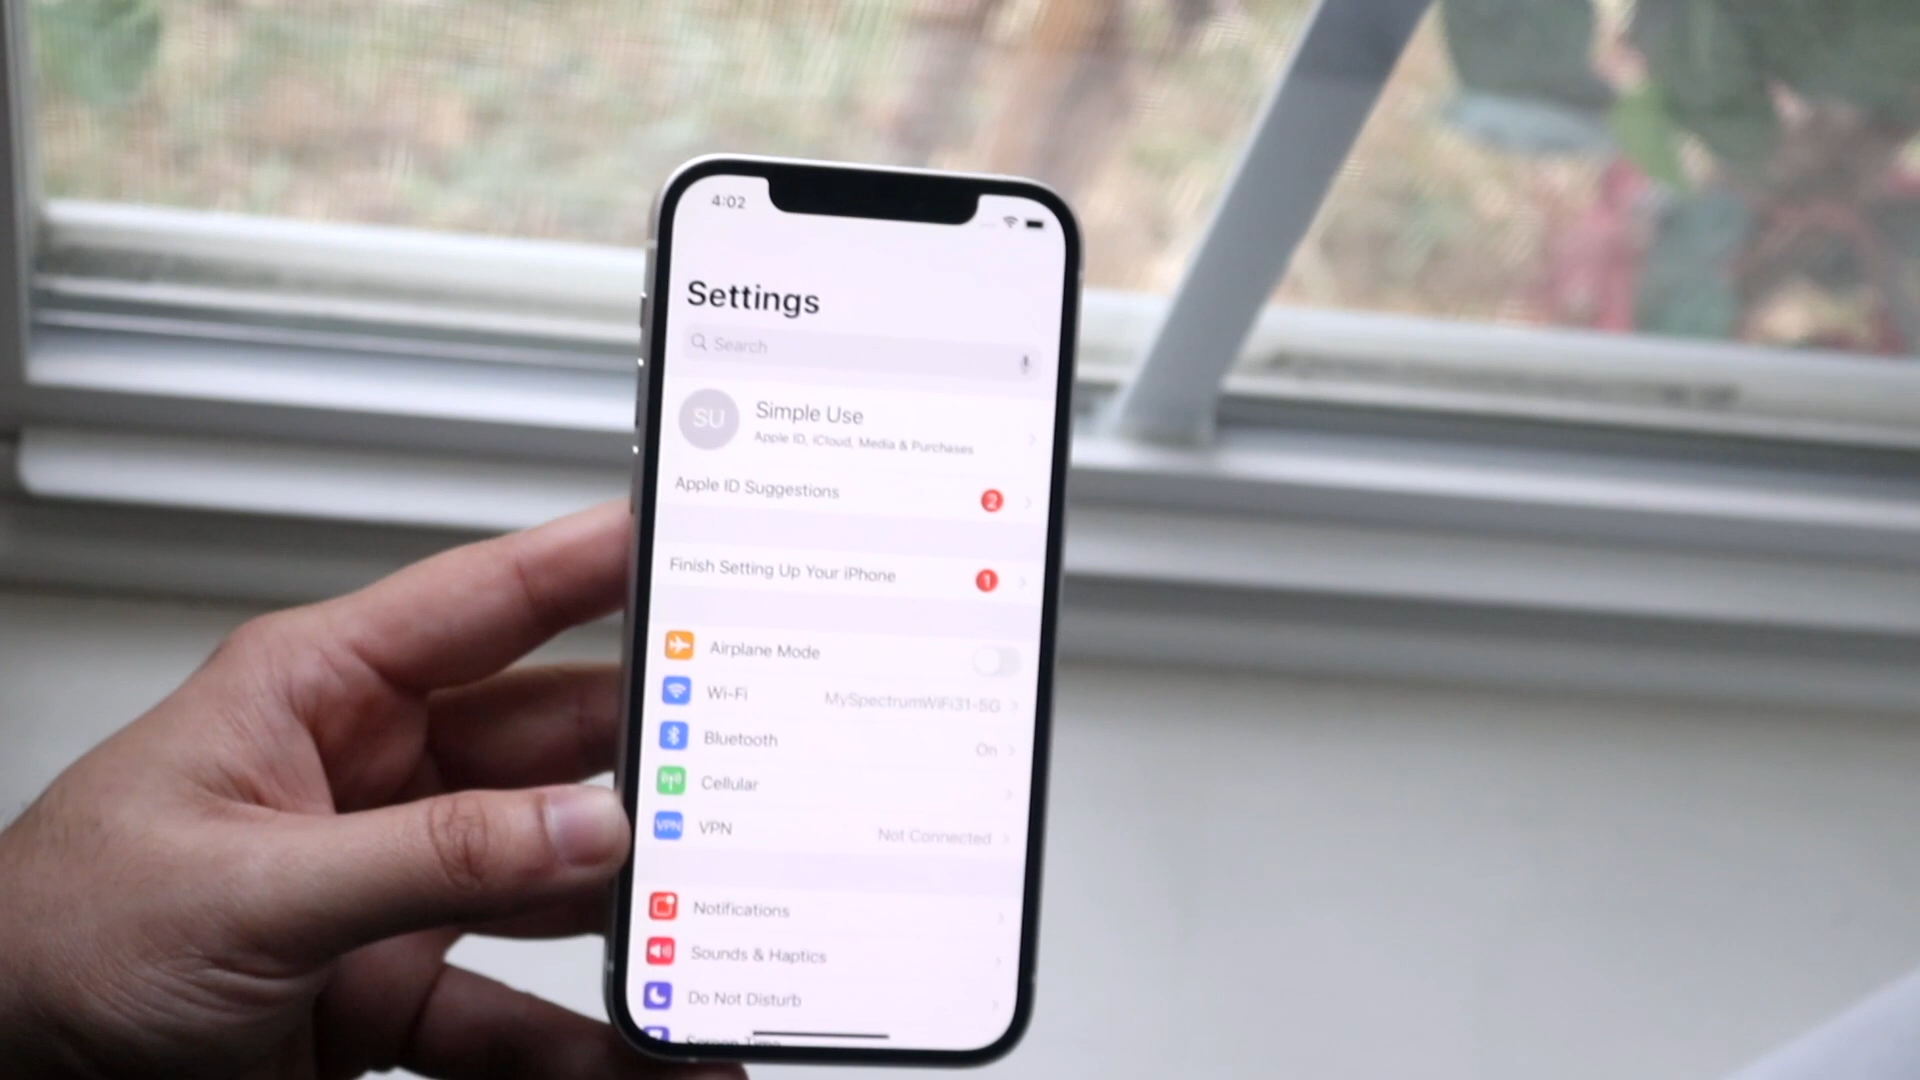 4:02
Settings
Search
SU
Simple Use
Apple ID, iCloud, Media & Purchases
Apple ID Suggestions 2
Finish Setting Up Your iPhone 1
Airplane Mode
Wi-Fi MySpectrumWiFi31-5G
Bluetooth On
Cellular
VPN VPN Not Connected
Notifications
Sounds & Haptics
Do Not Disturb
Screen Time